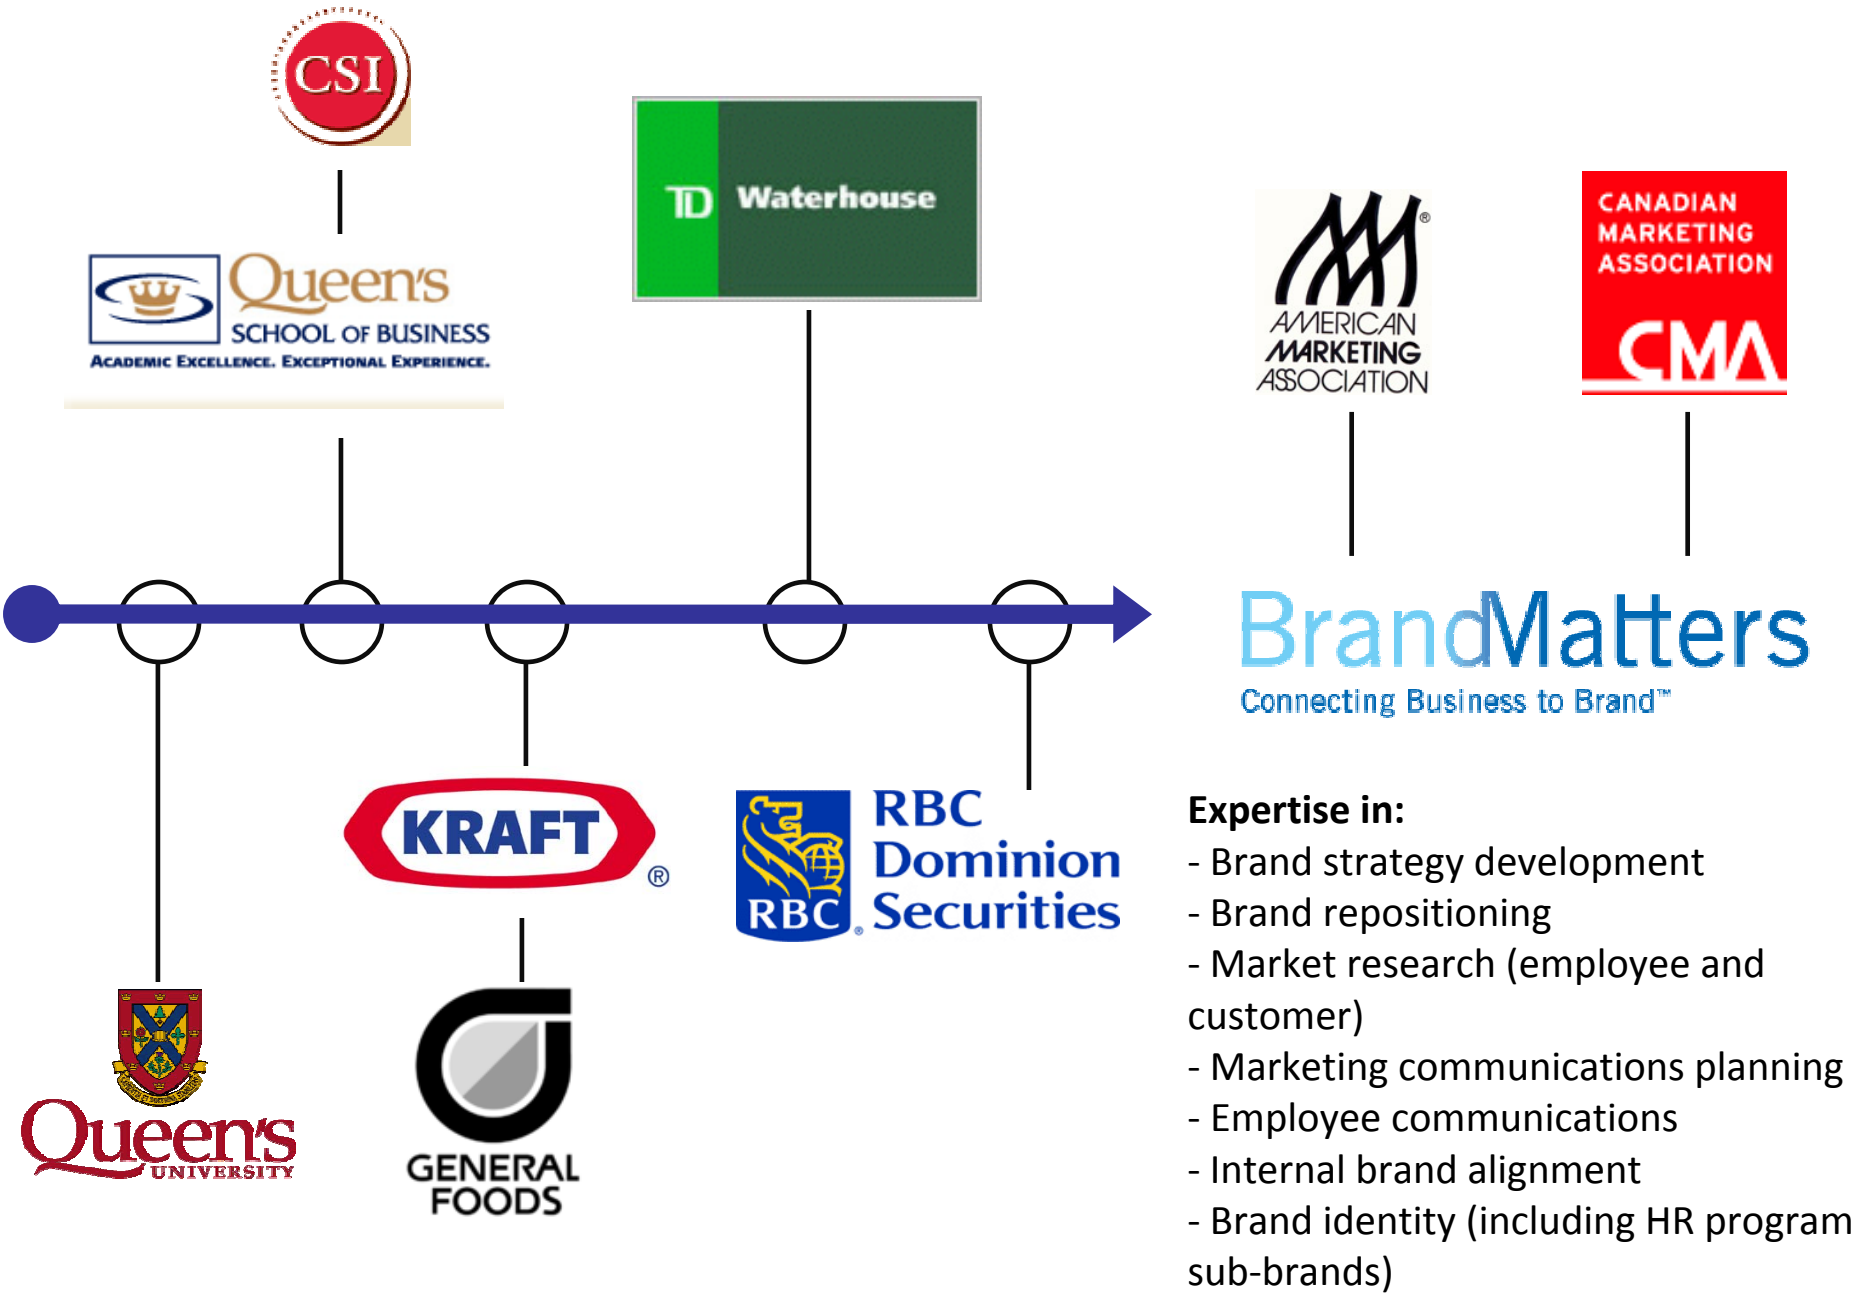 CSI
Queen's
SCHOOL OF BUSINESS
ACADEMIC EXCELLENCE. EXCEPTIONAL EXPERIENCE.
TD Waterhouse
AMERICAN
MARKETING
ASSOCIATION
®
CANADIAN
MARKETING
ASSOCIATION
CMA
BrandMatters
Connecting Business to Brand™
KRAFT
®
RBC
Dominion
Securities
RBC
®
Queen's
UNIVERSITY
GENERAL
FOODS
Expertise in:
- Brand strategy development
- Brand repositioning
- Market research (employee and
customer)
- Marketing communications planning
- Employee communications
- Internal brand alignment
- Brand identity (including HR program
sub-brands)